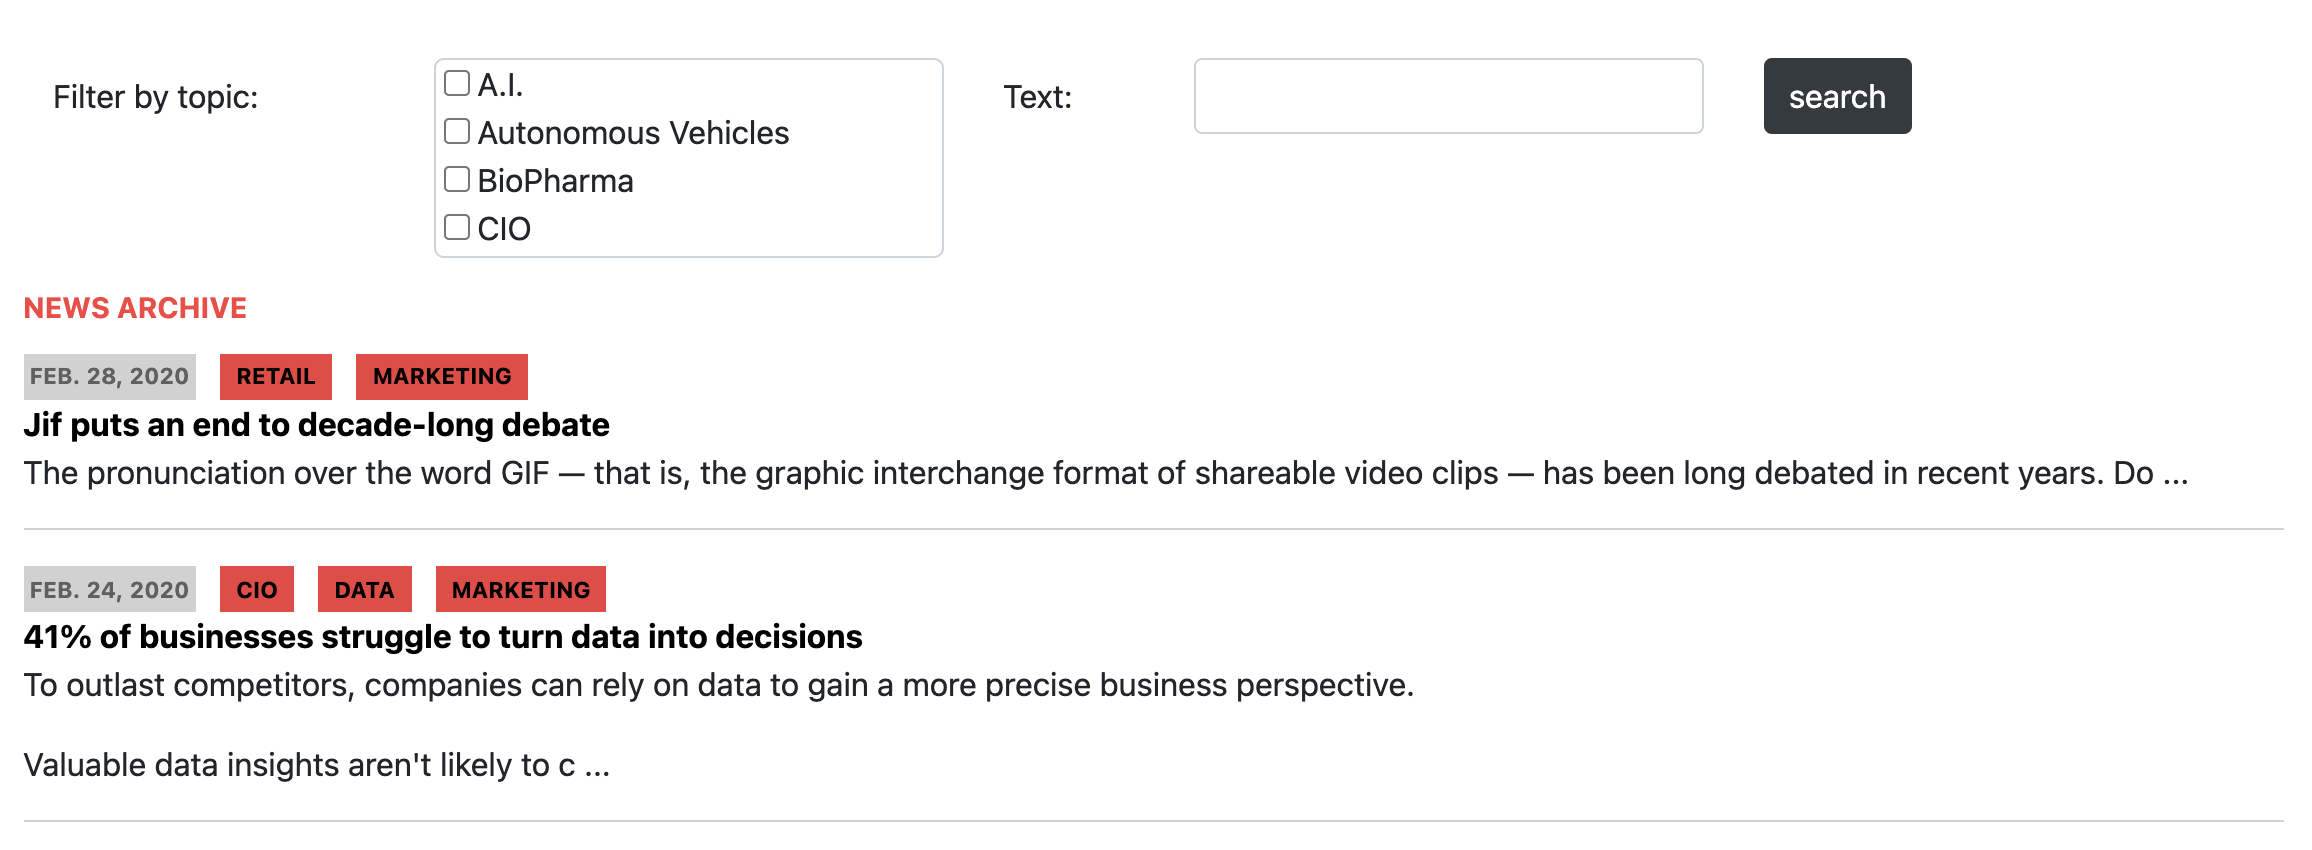 Filter by topic:
A.I.
Autonomous Vehicles
BioPharma
CIO
Text:
search
NEWS ARCHIVE
FEB. 28, 2020 RETAIL MARKETING
Jif puts an end to decade-long debate
The pronunciation over the word GIF — that is, the graphic interchange format of shareable video clips — has been long debated in recent years. Do ...
FEB. 24, 2020 CIO DATA MARKETING
41% of businesses struggle to turn data into decisions
To outlast competitors, companies can rely on data to gain a more precise business perspective.
Valuable data insights aren't likely to c ...